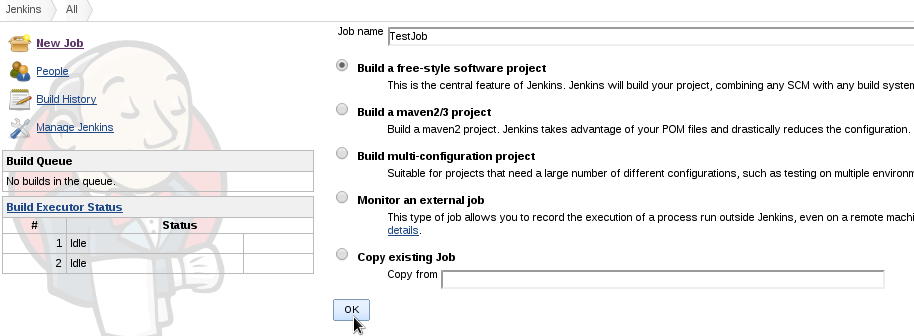 Jenkins All
New Job
People
Build History
Manage Jenkins
Build Queue
No builds in the queue.
Build Executor Status
# Status
1 Idle
2 Idle
Job name TestJob
Build a free-style software project
This is the central feature of Jenkins. Jenkins will build your project, combining any SCM with any build system
Build a maven2/3 project
Build a maven2 project. Jenkins takes advantage of your POM files and drastically reduces the configuration.
Build multi-configuration project
Suitable for projects that need a large number of different configurations, such as testing on multiple environm
Monitor an external job
This type of job allows you to record the execution of a process run outside Jenkins, even on a remote machi
details.
Copy existing Job
Copy from
OK